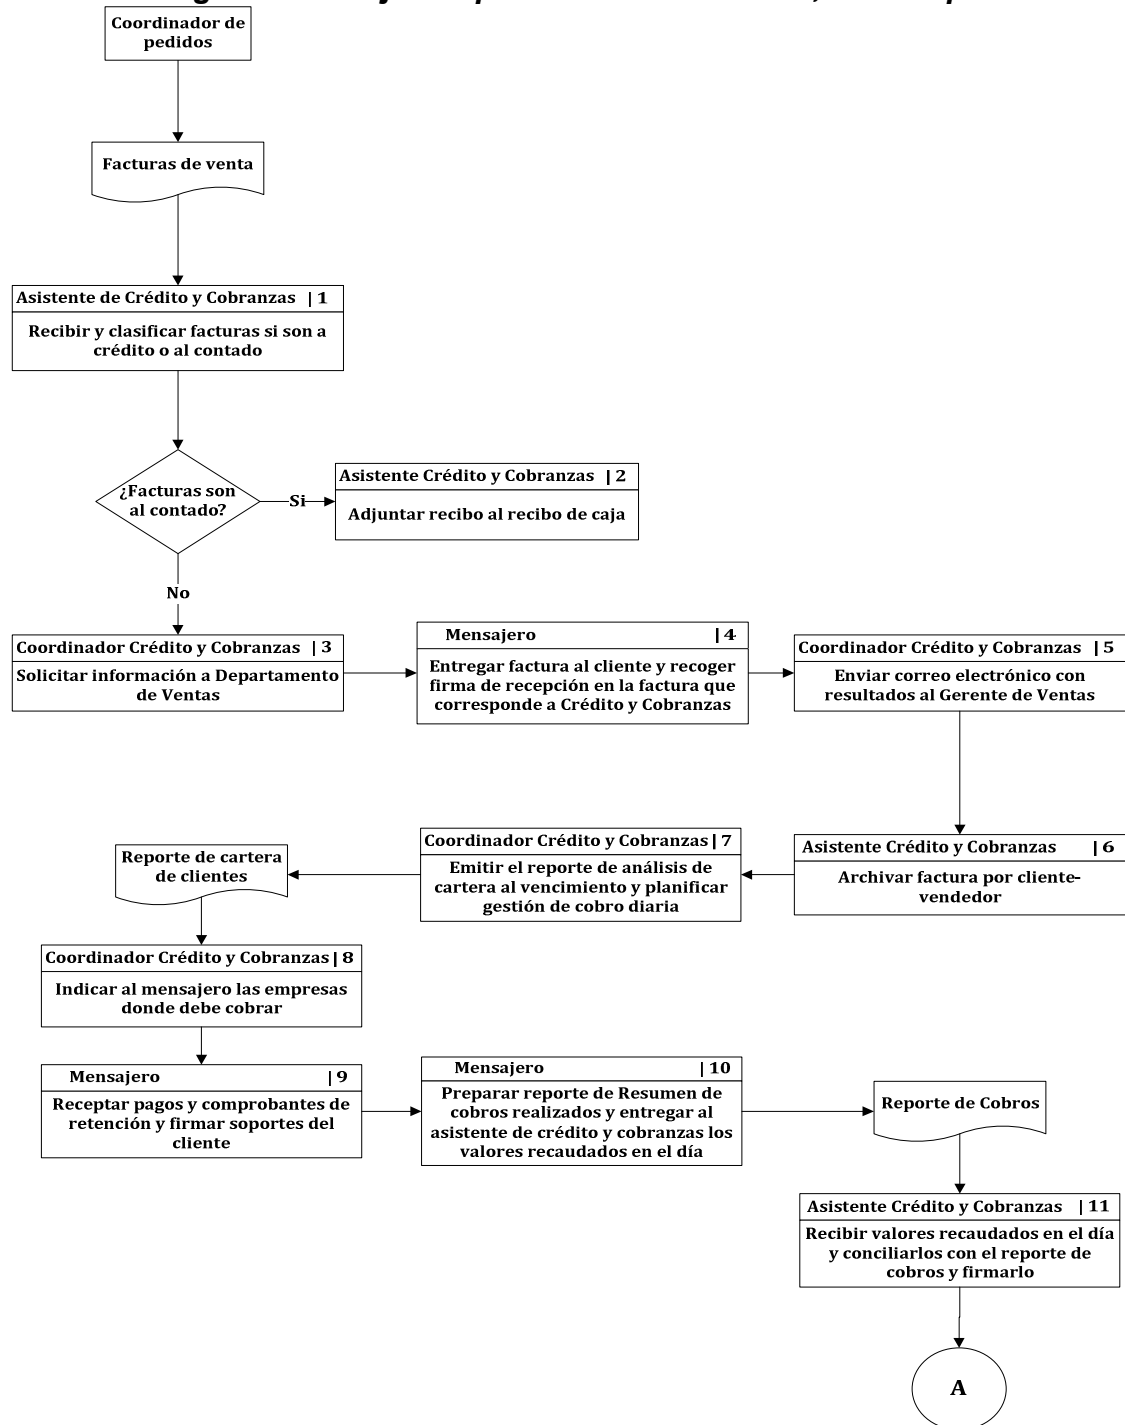 Coordinador de
pedidos
Facturas de venta
Asistente de Crédito y Cobranzas | 1
Recibir y clasificar facturas si son a
crédito o al contado
¿Facturas son
al contado?
Si
Asistente Crédito y Cobranzas | 2
Adjuntar recibo al recibo de caja
No
Coordinador Crédito y Cobranzas | 3
Solicitar información a Departamento
de Ventas
Mensajero | 4
Entregar factura al cliente y recoger
firma de recepción en la factura que
corresponde a Crédito y Cobranzas
Coordinador Crédito y Cobranzas | 5
Enviar correo electrónico con
resultados al Gerente de Ventas
Asistente Crédito y Cobranzas | 6
Archivar factura por cliente-
vendedor
Coordinador Crédito y Cobranzas | 7
Emitir el reporte de análisis de
cartera al vencimiento y planificar
gestión de cobro diaria
Reporte de cartera
de clientes
Coordinador Crédito y Cobranzas | 8
Indicar al mensajero las empresas
donde debe cobrar
Mensajero | 9
Receptar pagos y comprobantes de
retención y firmar soportes del
cliente
Mensajero | 10
Preparar reporte de Resumen de
cobros realizados y entregar al
asistente de crédito y cobranzas los
valores recaudados en el día
Reporte de Cobros
Asistente Crédito y Cobranzas | 11
Recibir valores recaudados en el día
y conciliarlos con el reporte de
cobros y firmarlo
A